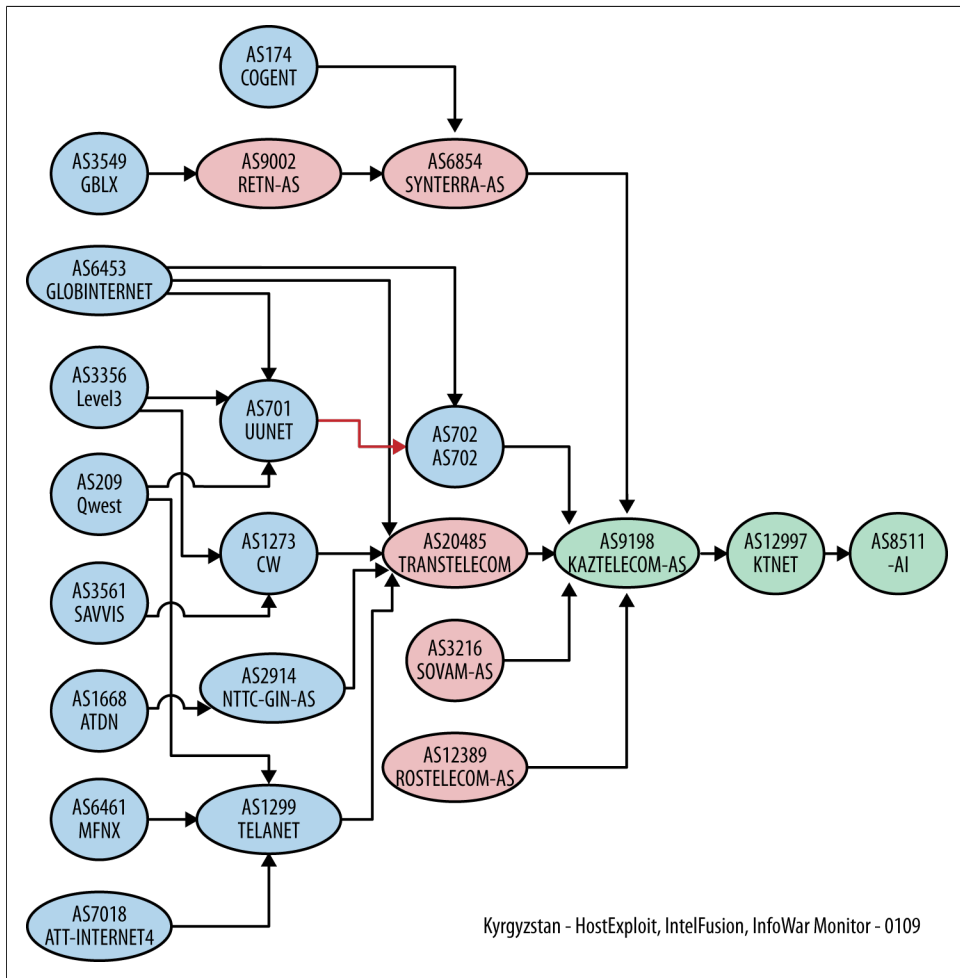 AS174
COGENT
AS3549
GBLX
AS9002
RETN-AS
AS6854
SYNTERRA-AS
AS6453
GLOBINTERNET
AS3356
Level3
AS701
UUNET
AS702
AS702
AS209
Qwest
AS1273
CW
AS20485
TRANSTELECOM
AS9198
KAZTELECOM-AS
AS12997
KTNET
AS8511
-AI
AS3561
SAVVIS
AS3216
SOVAM-AS
AS2914
NTTC-GIN-AS
AS1668
ATDN
AS12389
ROSTELECOM-AS
AS6461
MFNX
AS1299
TELANET
AS7018
ATT-INTERNET4
Kyrgyzstan - HostExploit, IntelFusion, InfoWar Monitor - 0109